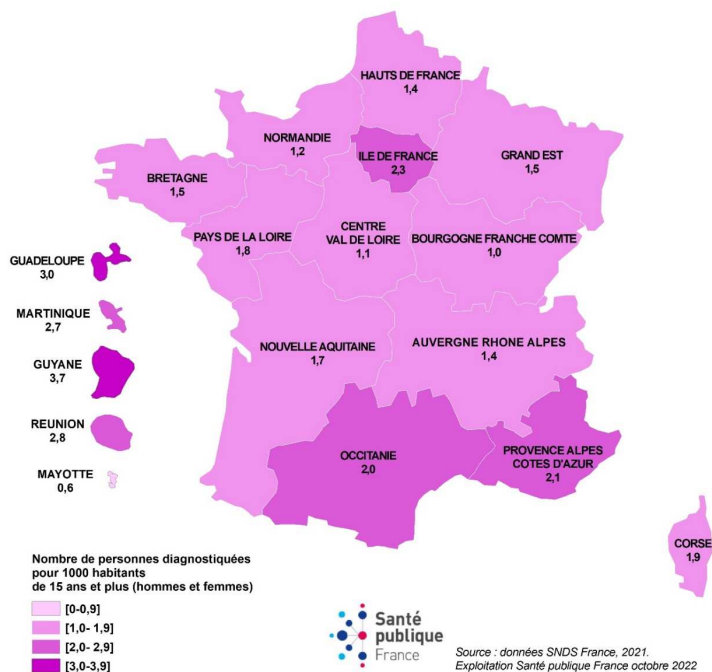 HAUTS DE FRANCE
1,4
NORMANDIE
1,2
ILE DE FRANCE
2,3
GRAND EST
1,5
BRETAGNE
1,5
PAYS DE LA LOIRE
1,8
CENTRE
VAL DE LOIRE
1,1
BOURGOGNE FRANCHE COMTE
1,0
GUADELOUPE
3,0
MARTINIQUE
2,7
GUYANE
3,7
REUNION
2,8
MAYOTTE
0,6
NOUVELLE AQUITAINE
1,7
AUVERGNE RHONE ALPES
1,4
OCCITANIE
2,0
PROVENCE ALPES
COTES D'AZUR
2,1
CORSE
1,9
Nombre de personnes diagnostiquées
pour 1000 habitants
de 15 ans et plus (hommes et femmes)
[0-0,9]
[1,0- 1,9]
[2,0- 2,9]
[3,0-3,9]
Santé
publique
France
Source : données SNDS France, 2021.
Exploitation Santé publique France octobre 2022